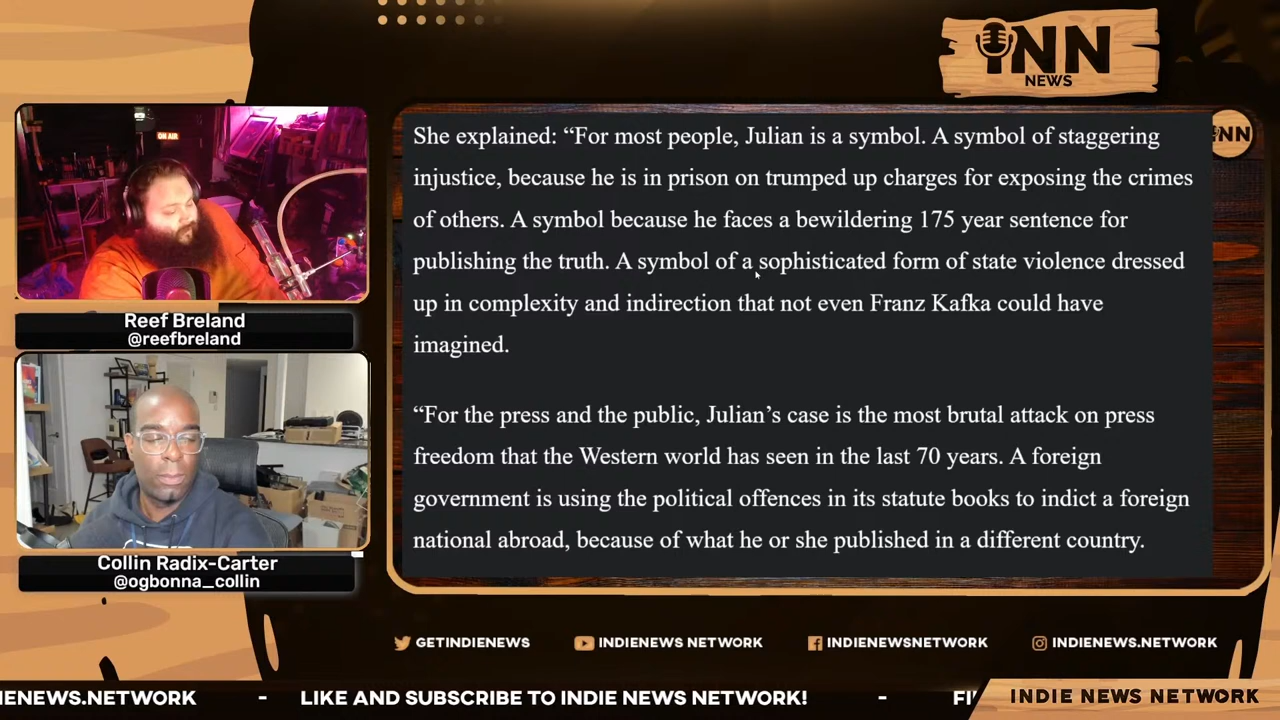 iNN
NEWS
ON AIR
She explained: “For most people, Julian is a symbol. A symbol of staggering
injustice, because he is in prison on trumped up charges for exposing the crimes
of others. A symbol because he faces a bewildering 175 year sentence for
publishing the truth. A symbol of a sophisticated form of state violence dressed
up in complexity and indirection that not even Franz Kafka could have
imagined.
“For the press and the public, Julian’s case is the most brutal attack on press
freedom that the Western world has seen in the last 70 years. A foreign
government is using the political offences in its statute books to indict a foreign
national abroad, because of what he or she published in a different country.
iNN
Reef Breland
@reefbreland
Collin Radix-Carter
@ogbonna_collin
GETINDIENEWS
INDIENEWS NETWORK
INDIENEWSNETWORK
INDIENEWS.NETWORK
IENEWS.NETWORK - LIKE AND SUBSCRIBE TO INDIE NEWS NETWORK! - FI
INDIE NEWS NETWORK